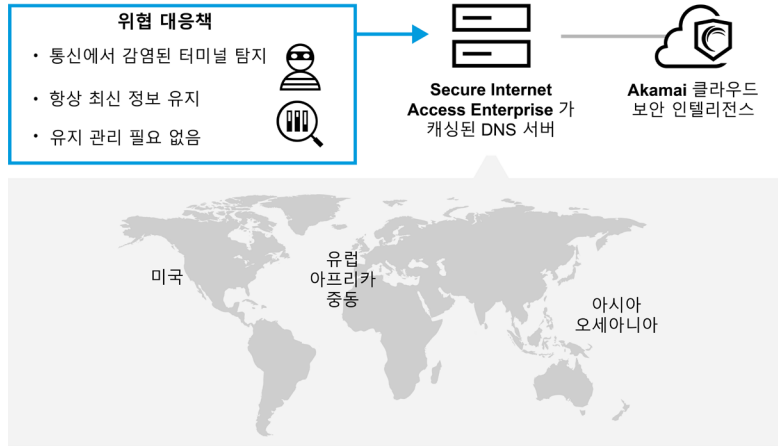 위협 대응책
• 통신에서 감염된 터미널 탐지
• 항상 최신 정보 유지
• 유지 관리 필요 없음
Secure Internet
Access Enterprise 가
캐싱된 DNS 서버
Akamai 클라우드
보안 인텔리전스
미국
유럽
아프리카
중동
아시아
오세아니아